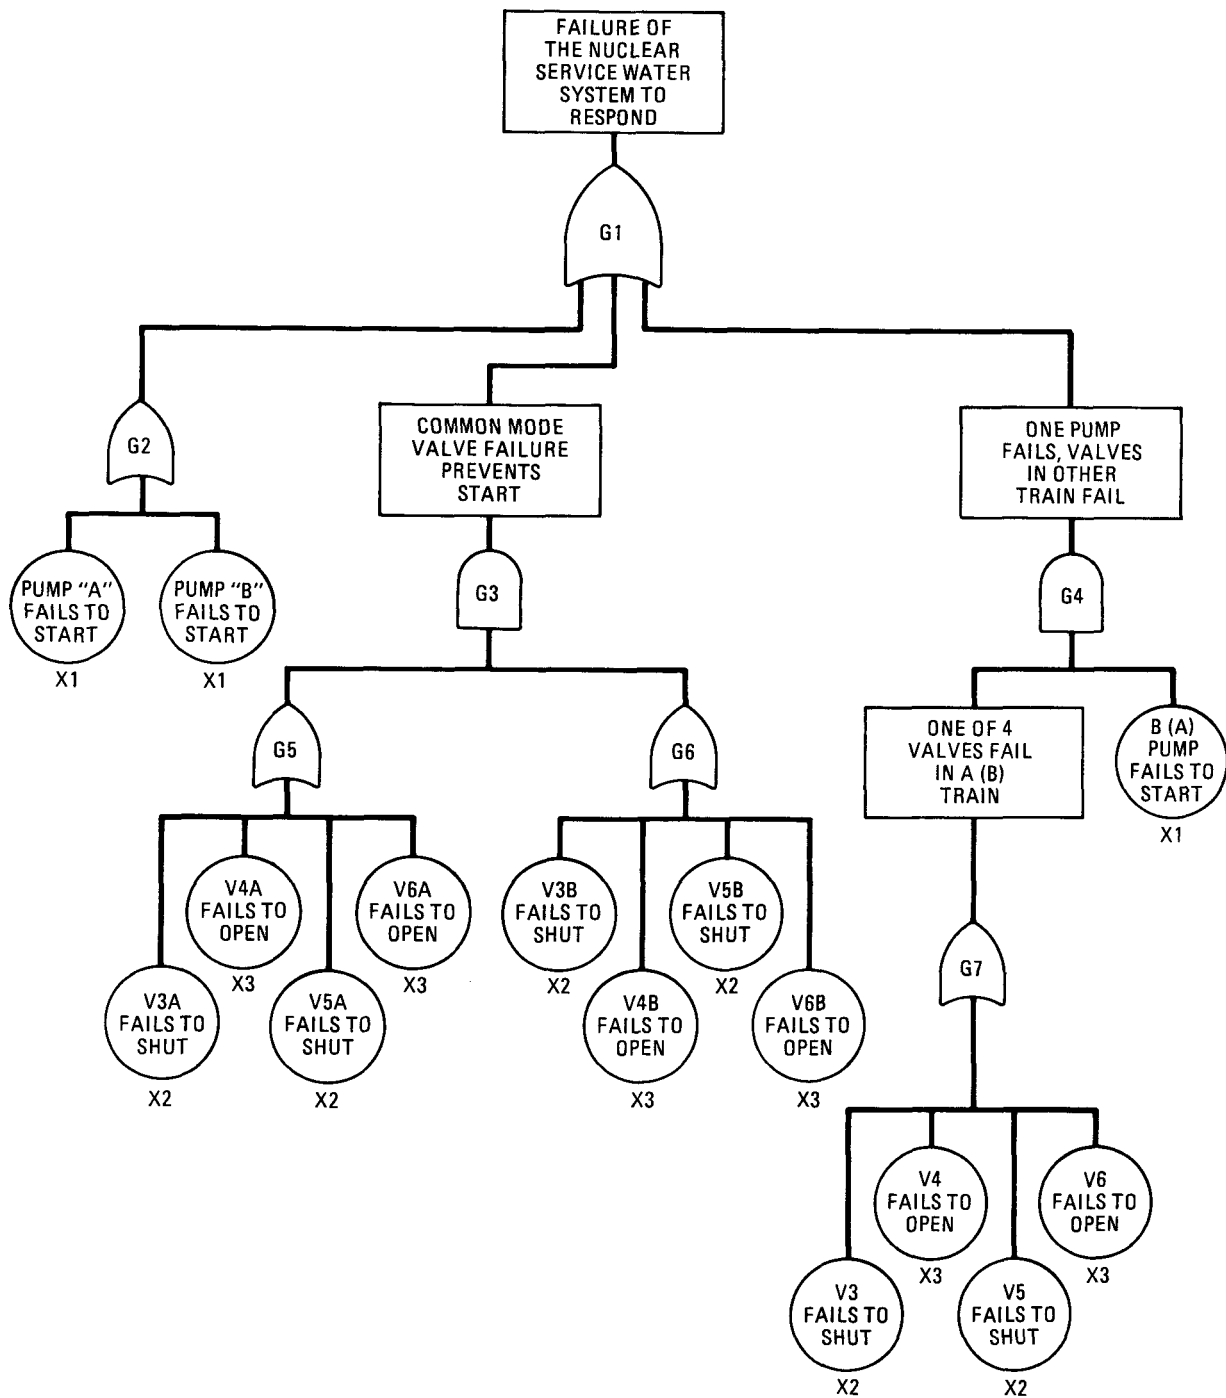 FAILURE OF
THE NUCLEAR
SERVICE WATER
SYSTEM TO
RESPOND
G1
G2
PUMP "A"
FAILS TO
START
X1
PUMP "B"
FAILS TO
START
X1
COMMON MODE
VALVE FAILURE
PREVENTS
START
G3
ONE PUMP
FAILS, VALVES
IN OTHER
TRAIN FAIL
G4
G5
G6
V3A
FAILS TO
SHUT
X2
V4A
FAILS TO
OPEN
X3
V5A
FAILS TO
SHUT
X2
V6A
FAILS TO
OPEN
X3
V3B
FAILS TO
SHUT
X2
V4B
FAILS TO
OPEN
X3
V5B
FAILS TO
SHUT
X2
V6B
FAILS TO
OPEN
X3
ONE OF 4
VALVES FAIL
IN A (B)
TRAIN
B (A)
PUMP
FAILS TO
START
X1
G7
V3
FAILS TO
SHUT
X2
V4
FAILS TO
OPEN
X3
V5
FAILS TO
SHUT
X2
V6
FAILS TO
OPEN
X3